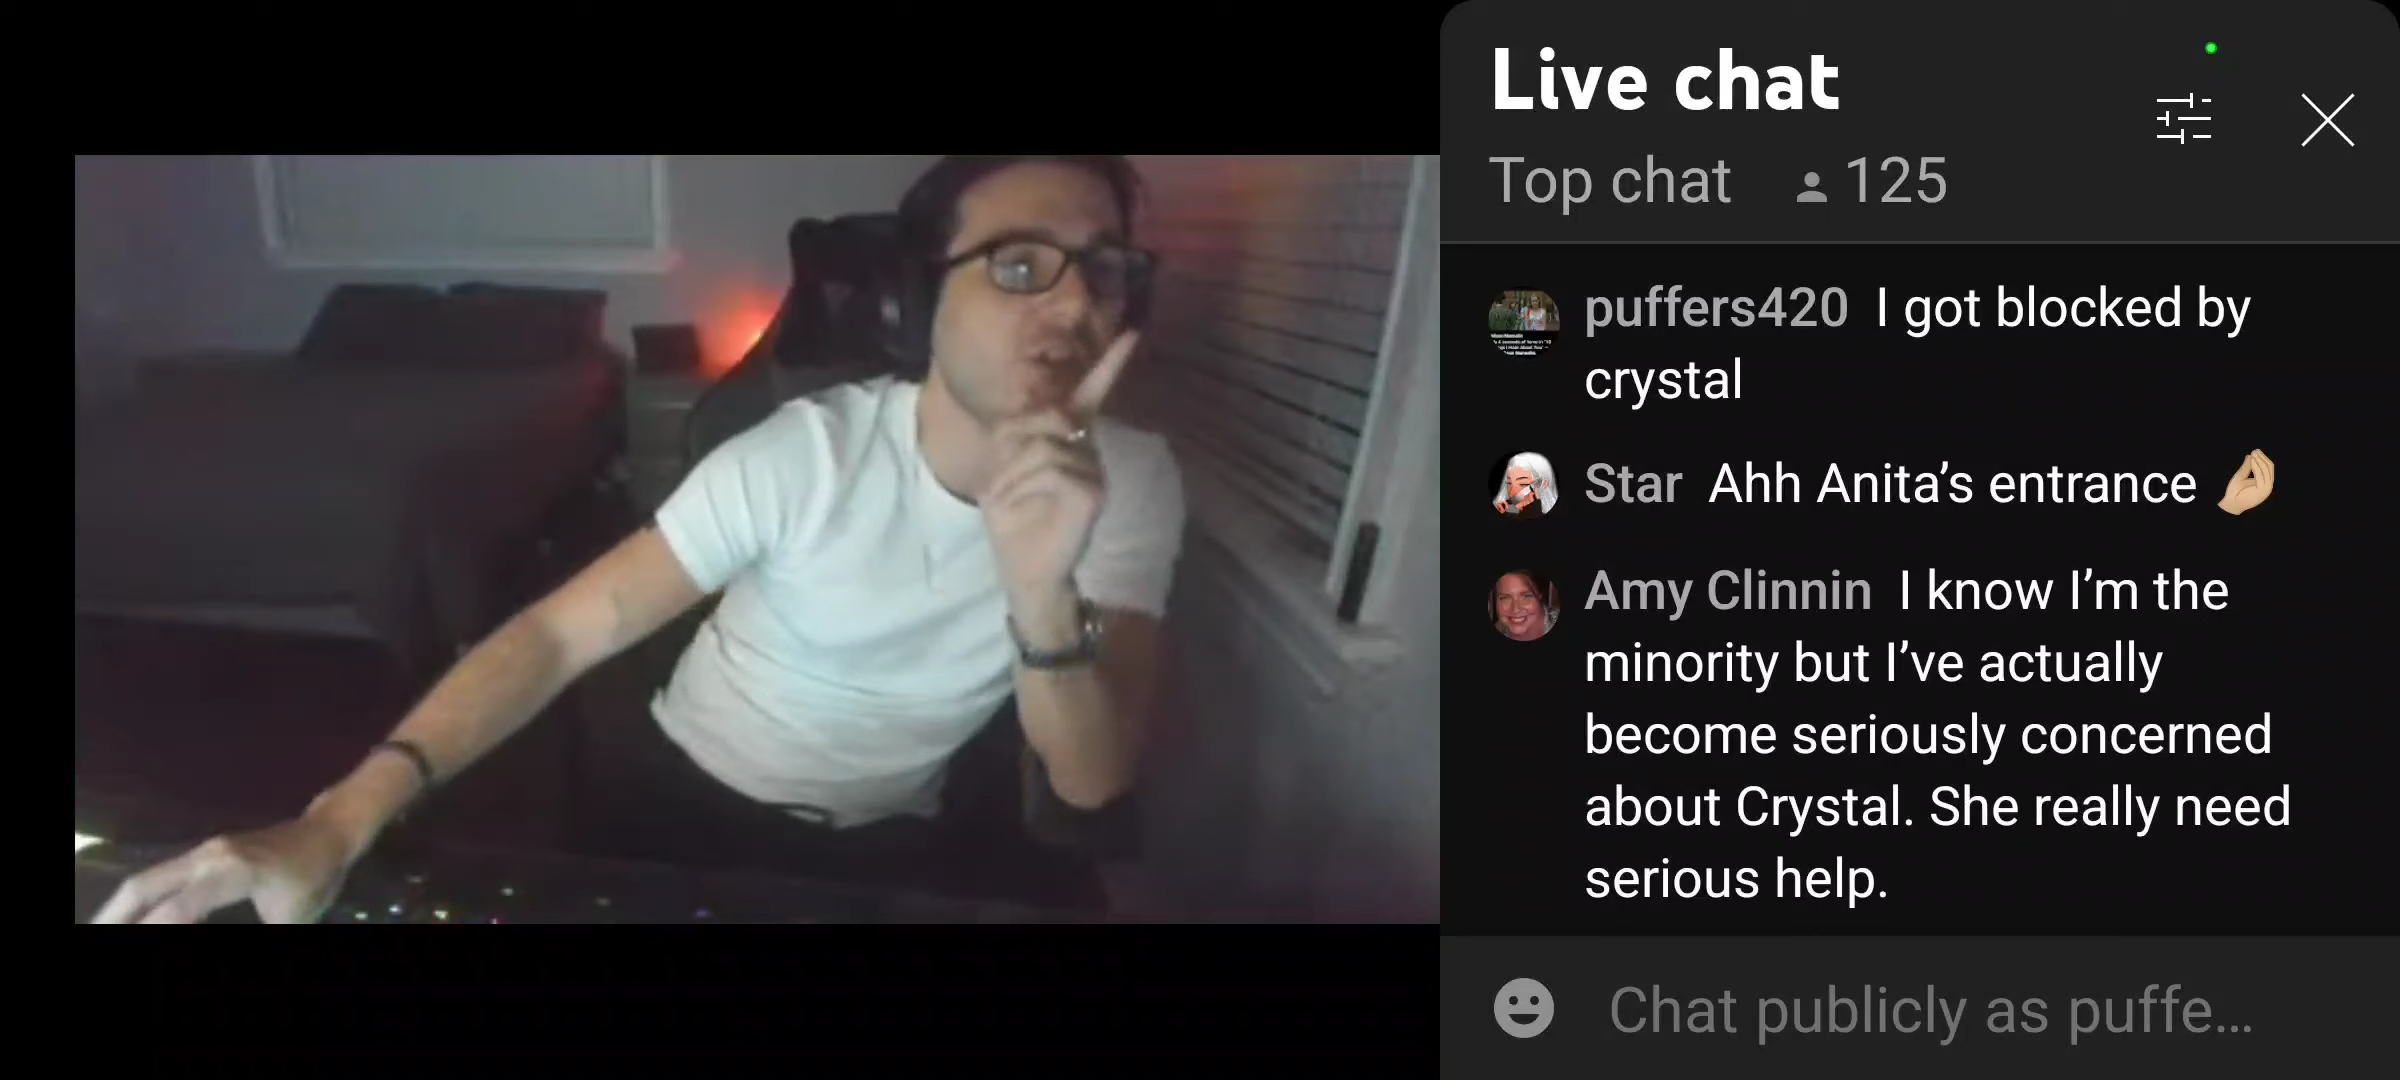 Live chat
Top chat 125
puffers420 I got blocked by
crystal
Star Ahh Anita’s entrance 🤌🏼
Amy Clinnin I know I’m the
minority but I’ve actually
become seriously concerned
about Crystal. She really need
serious help.
Chat publicly as puffe...